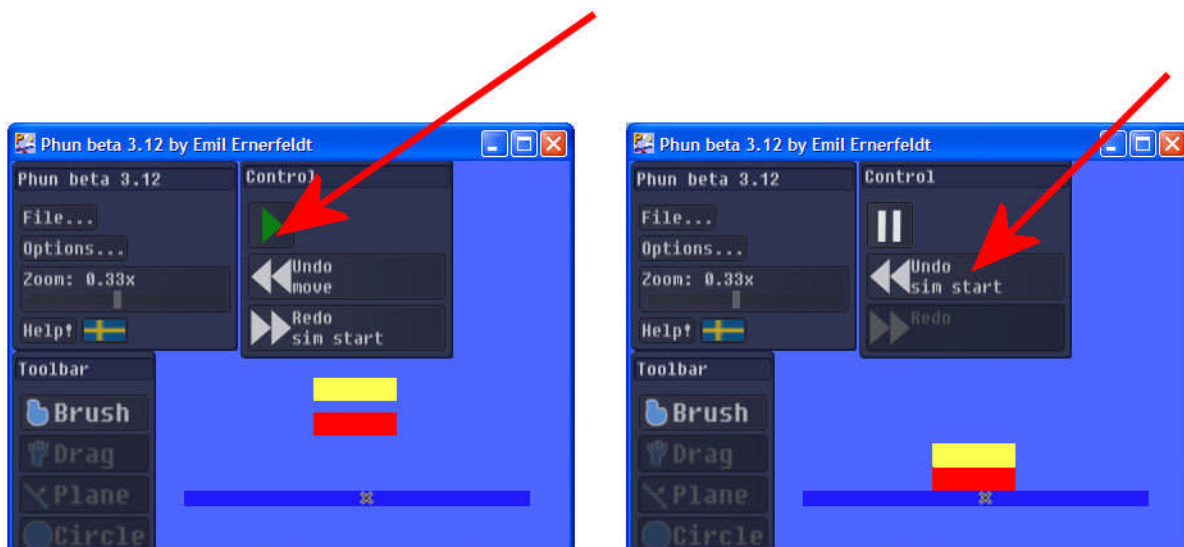 Phun beta 3.12 by Emil Ernerfeldt
Phun beta 3.12
File...
Options...
Zoom: 0.33x
Help!
Control
Undo
move
Redo
sim start
Toolbar
Brush
Drag
Plane
Circle
Phun beta 3.12 by Emil Ernerfeldt
Phun beta 3.12
File...
Options...
Zoom: 0.33x
Help!
Control
Undo
sim start
Redo
Toolbar
Brush
Drag
Plane
Circle